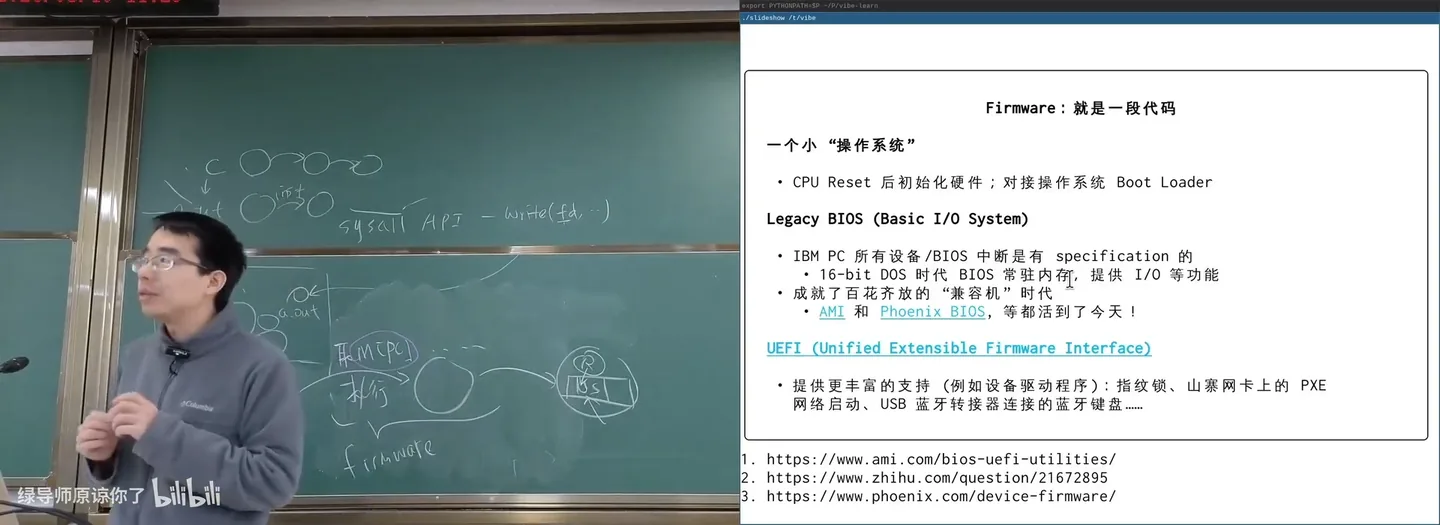 C
init
syscall API - write(fd, ...)
a.out
取M[PC]
执行
firmware
R
Columbia
绿导师原谅你了 bilibili
export PYTHONPATH=$P ~/P/vibe-learn
./slideshow /t/vibe
Firmware：就是一段代码
一个小 “操作系统”
• CPU Reset 后初始化硬件；对接操作系统 Boot Loader
Legacy BIOS (Basic I/O System)
• IBM PC 所有设备/BIOS 中断是有 specification 的
• 16-bit DOS 时代 BIOS 常驻内存，提供 I/O 等功能
• 成就了百花齐放的 “兼容机” 时代
• AMI 和 Phoenix BIOS，等都活到了今天！
UEFI (Unified Extensible Firmware Interface)
• 提供更丰富的支持 (例如设备驱动程序)：指纹锁、山寨网卡上的 PXE
网络启动、USB 蓝牙转接器连接的蓝牙键盘……
1. https://www.ami.com/bios-uefi-utilities/
2. https://www.zhihu.com/question/21672895
3. https://www.phoenix.com/device-firmware/